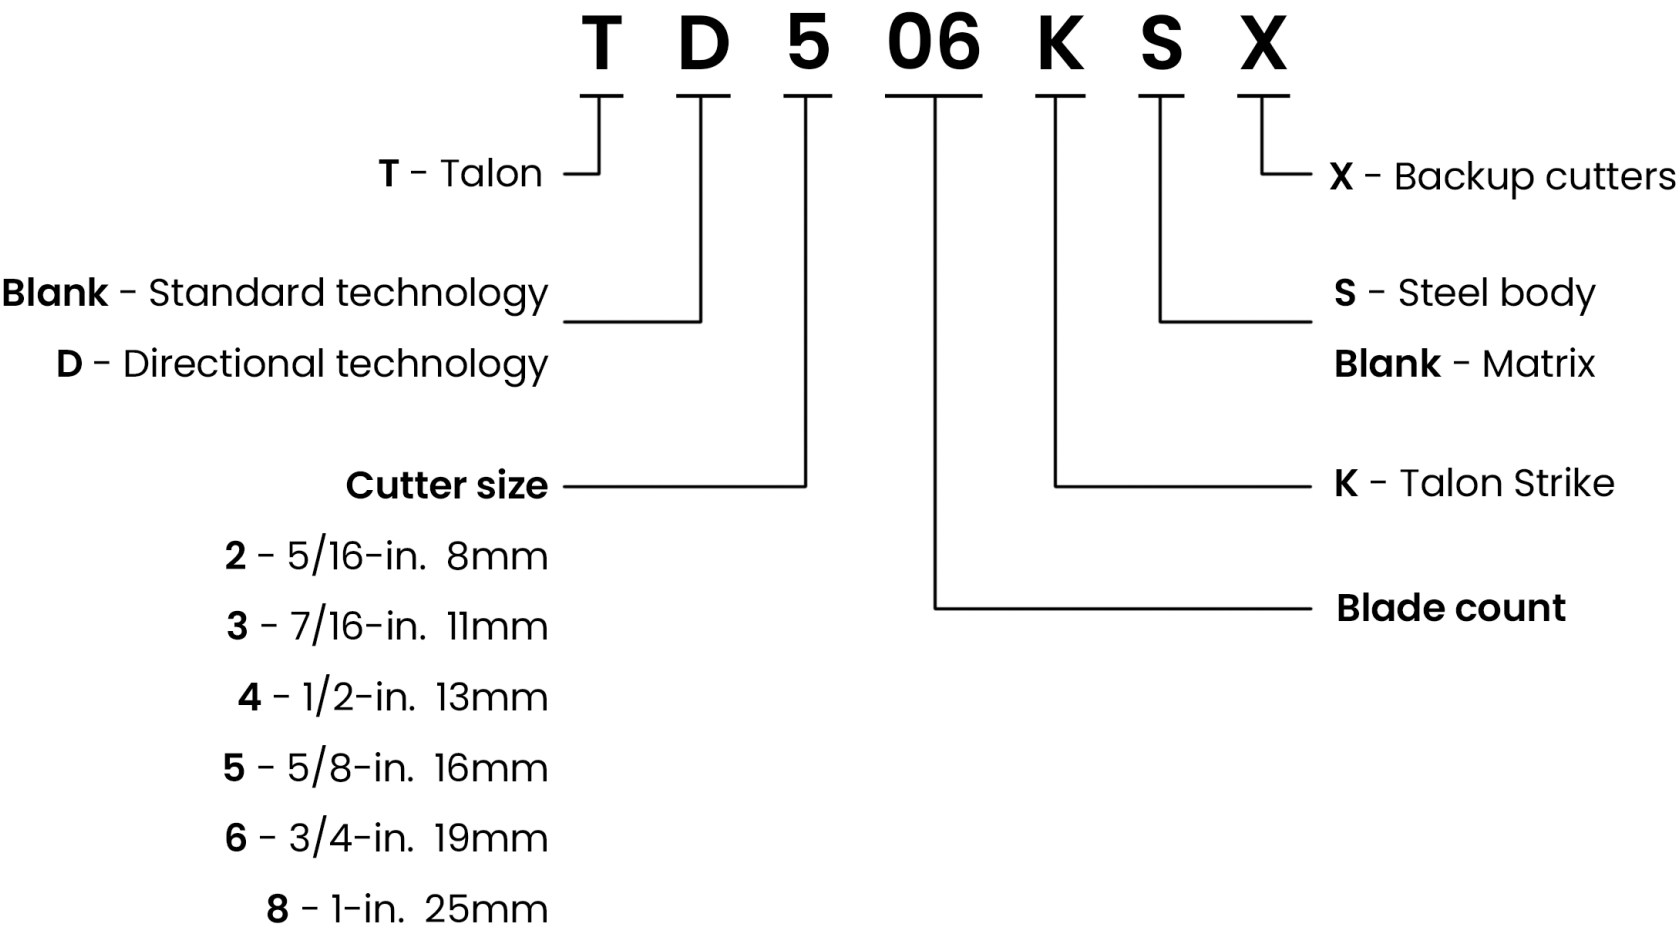 T D 5 06 K S X
T - Talon
X - Backup cutters
Blank - Standard technology
D - Directional technology
S - Steel body
Blank - Matrix
Cutter size
2 - 5/16-in. 8mm
3 - 7/16-in. 11mm
4 - 1/2-in. 13mm
5 - 5/8-in. 16mm
6 - 3/4-in. 19mm
8 - 1-in. 25mm
K - Talon Strike
Blade count